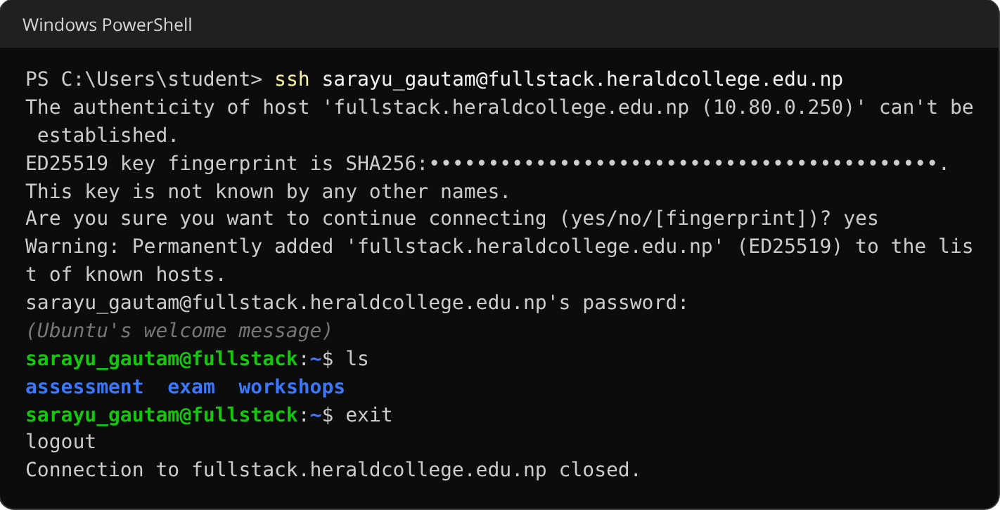 Windows PowerShell
PS C:\Users\student> ssh sarayu_gautam@fullstack.heraldcollege.edu.np
The authenticity of host 'fullstack.heraldcollege.edu.np (10.80.0.250)' can't be
 established.
ED25519 key fingerprint is SHA256:•••••••••••••••••••••••••••••••••••••••••••.
This key is not known by any other names.
Are you sure you want to continue connecting (yes/no/[fingerprint])? yes
Warning: Permanently added 'fullstack.heraldcollege.edu.np' (ED25519) to the lis
t of known hosts.
sarayu_gautam@fullstack.heraldcollege.edu.np's password:
(Ubuntu's welcome message)
sarayu_gautam@fullstack:~$ ls
assessment  exam  workshops
sarayu_gautam@fullstack:~$ exit
logout
Connection to fullstack.heraldcollege.edu.np closed.